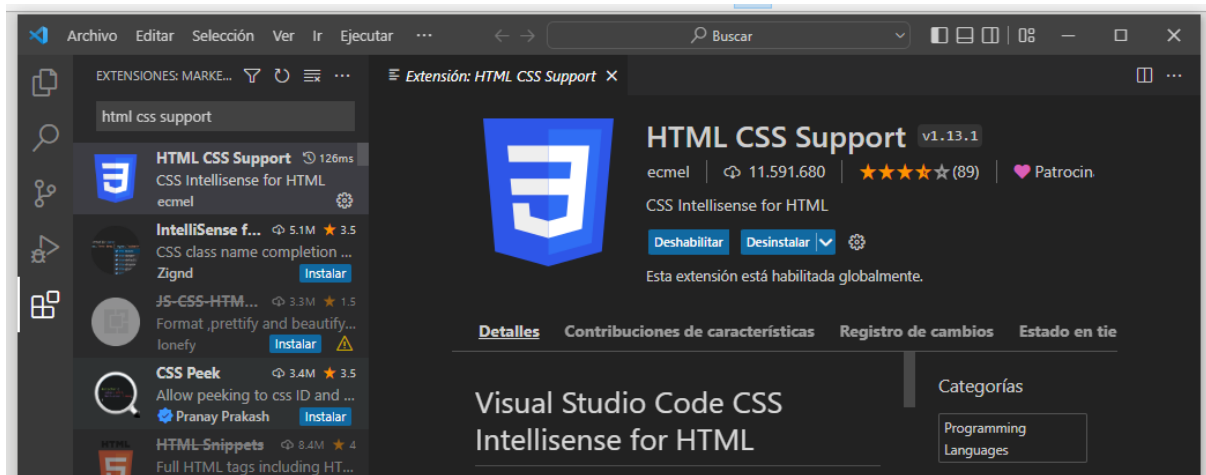 Archivo Editar Selección Ver Ir Ejecutar ··· Buscar
EXTENSIONES: MARKE... ···
html css support
HTML CSS Support 126ms
CSS Intellisense for HTML
ecmel
IntelliSense f... 5.1M ★ 3.5
CSS class name completion ...
Zignd Instalar
JS-CSS-HTM... 3.3M ★ 1.5
Format ,prettify and beautify...
lonefy Instalar
CSS Peek 3.4M ★ 3.5
Allow peeking to css ID and ...
Pranay Prakash Instalar
HTML Snippets 8.4M ★ 4
Full HTML tags including HT...
Extensión: HTML CSS Support ···
HTML CSS Support v1.13.1
ecmel 11.591.680 (89) Patrocin
CSS Intellisense for HTML
Deshabilitar Desinstalar
Esta extensión está habilitada globalmente.
Detalles Contribuciones de características Registro de cambios Estado en tie
Visual Studio Code CSS
Intellisense for HTML
Categorías
Programming
Languages